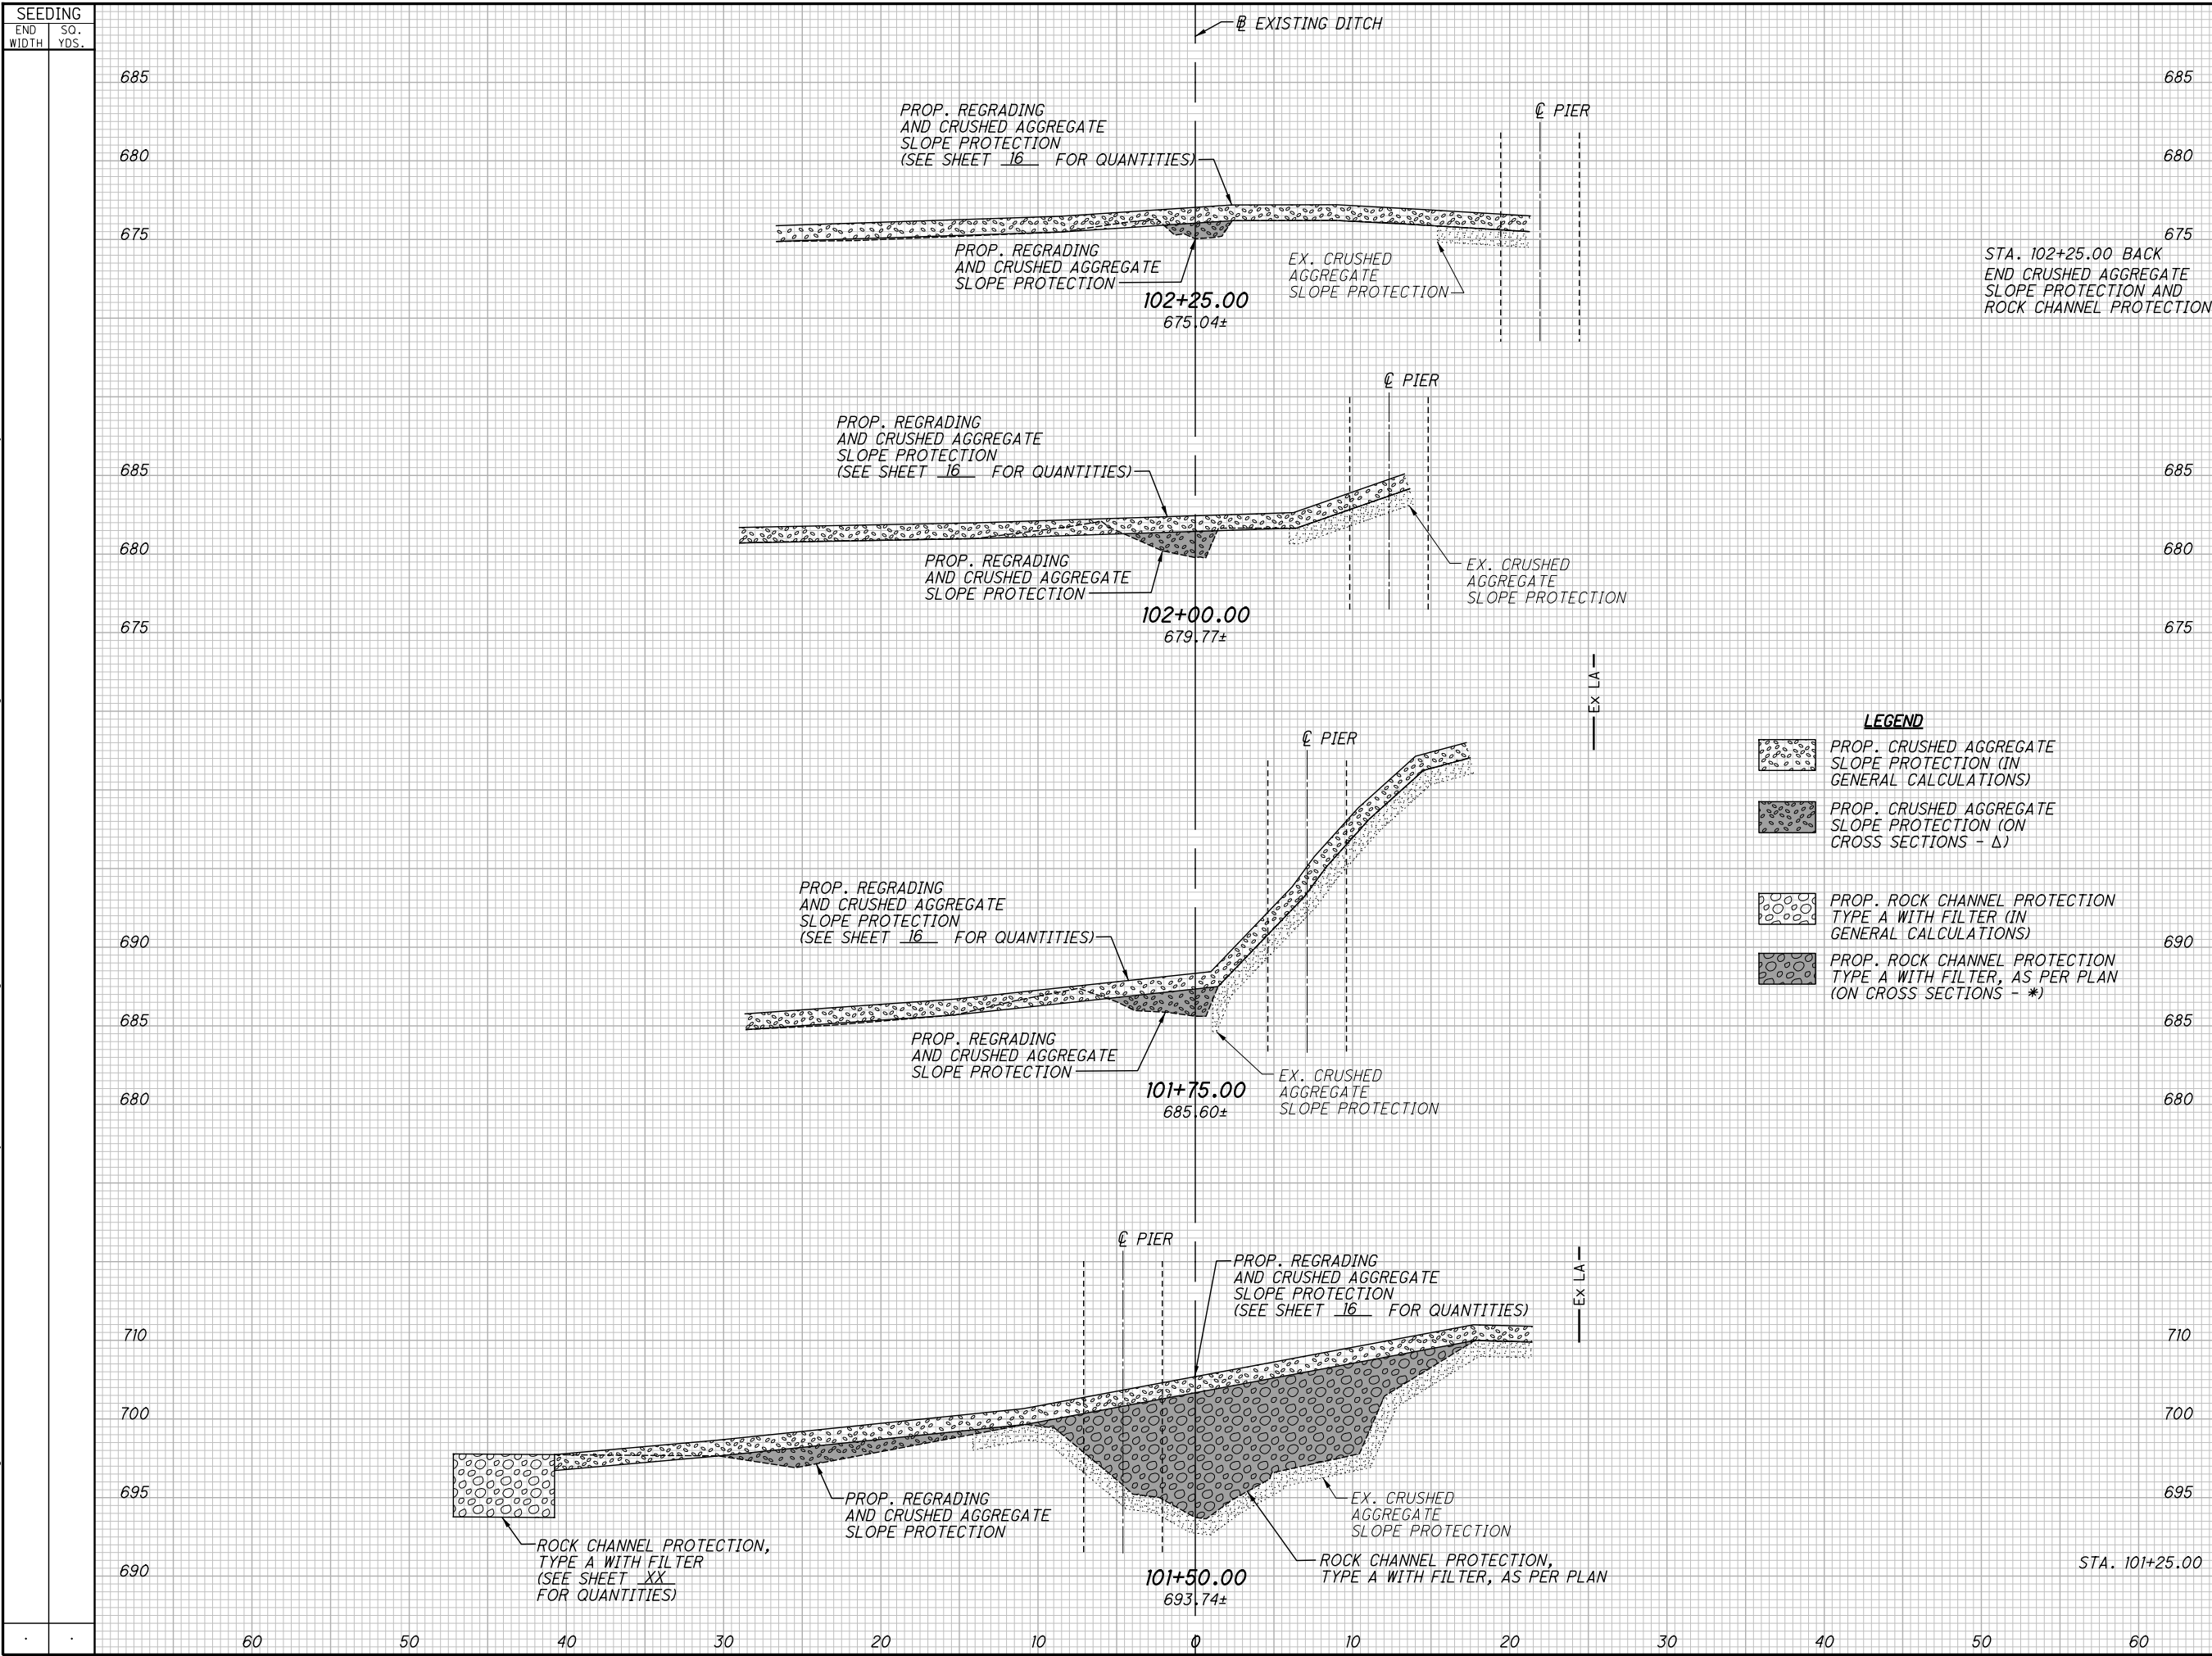 SEEDING
END WIDTH
SQ. YDS.
℄ EXISTING DITCH
685
685
PROP. REGRADING
AND CRUSHED AGGREGATE
SLOPE PROTECTION
(SEE SHEET 16 FOR QUANTITIES)
℄ PIER
680
680
675
675
PROP. REGRADING
AND CRUSHED AGGREGATE
SLOPE PROTECTION
EX. CRUSHED
AGGREGATE
SLOPE PROTECTION
102+25.00
675.04±
STA. 102+25.00 BACK
END CRUSHED AGGREGATE
SLOPE PROTECTION AND
ROCK CHANNEL PROTECTION
℄ PIER
PROP. REGRADING
AND CRUSHED AGGREGATE
SLOPE PROTECTION
(SEE SHEET 16 FOR QUANTITIES)
685
685
680
680
PROP. REGRADING
AND CRUSHED AGGREGATE
SLOPE PROTECTION
EX. CRUSHED
AGGREGATE
SLOPE PROTECTION
102+00.00
679.77±
675
675
Ex LA
℄ PIER
LEGEND
PROP. CRUSHED AGGREGATE
SLOPE PROTECTION (IN
GENERAL CALCULATIONS)
PROP. CRUSHED AGGREGATE
SLOPE PROTECTION (ON
CROSS SECTIONS - Δ)
PROP. ROCK CHANNEL PROTECTION
TYPE A WITH FILTER (IN
GENERAL CALCULATIONS)
PROP. ROCK CHANNEL PROTECTION
TYPE A WITH FILTER, AS PER PLAN
(ON CROSS SECTIONS - *)
PROP. REGRADING
AND CRUSHED AGGREGATE
SLOPE PROTECTION
(SEE SHEET 16 FOR QUANTITIES)
690
690
685
685
PROP. REGRADING
AND CRUSHED AGGREGATE
SLOPE PROTECTION
EX. CRUSHED
AGGREGATE
SLOPE PROTECTION
101+75.00
685.60±
680
680
℄ PIER
PROP. REGRADING
AND CRUSHED AGGREGATE
SLOPE PROTECTION
(SEE SHEET 16 FOR QUANTITIES)
Ex LA
710
710
700
700
695
695
PROP. REGRADING
AND CRUSHED AGGREGATE
SLOPE PROTECTION
EX. CRUSHED
AGGREGATE
SLOPE PROTECTION
ROCK CHANNEL PROTECTION,
TYPE A WITH FILTER
(SEE SHEET XX
FOR QUANTITIES)
ROCK CHANNEL PROTECTION,
TYPE A WITH FILTER, AS PER PLAN
690
101+50.00
693.74±
STA. 101+25.00
60 50 40 30 20 10 0 10 20 30 40 50 60